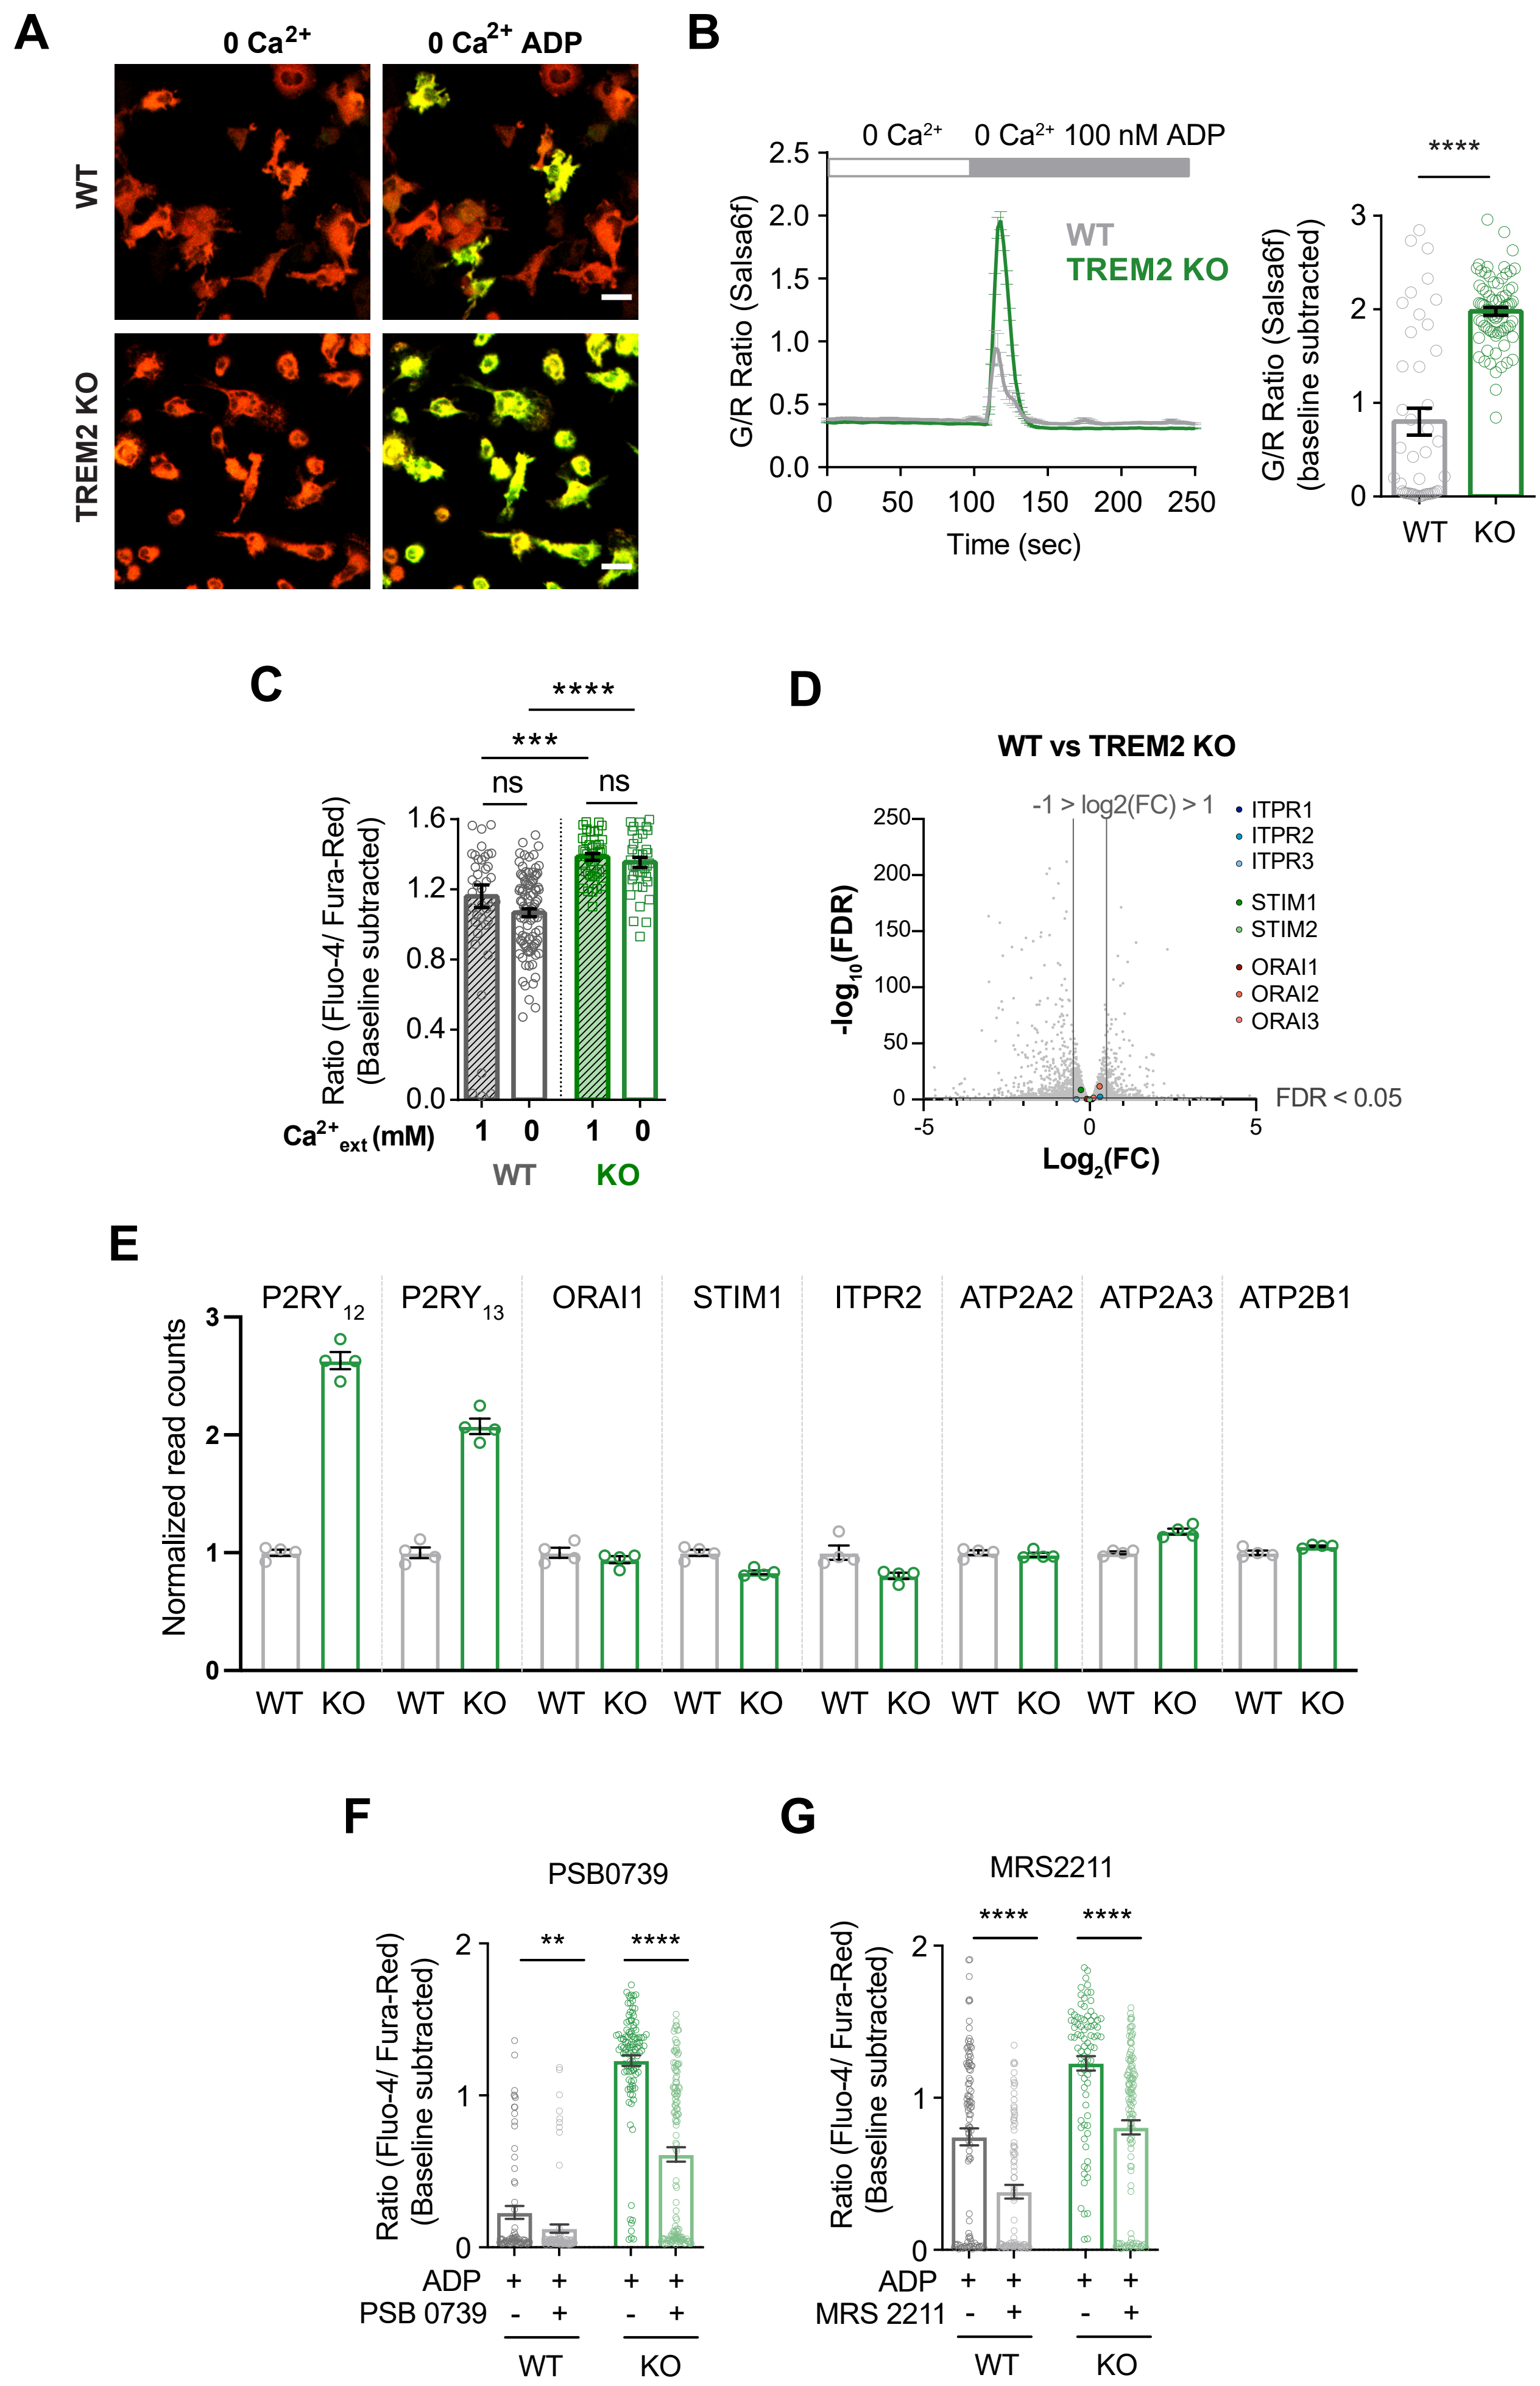 A
0 Ca2+
0 Ca2+ ADP
WT
TREM2 KO
B
0 Ca2+
0 Ca2+ 100 nM ADP
G/R Ratio (Salsa6f)
2.5
2.0
1.5
1.0
0.5
0.0
WT
TREM2 KO
0 50 100 150 200 250
Time (sec)
****
G/R Ratio (Salsa6f)
(baseline subtracted)
3
2
1
0
WT KO
C
****
***
ns ns
Ratio (Fluo-4/ Fura-Red)
(Baseline subtracted)
1.6
1.2
0.8
0.4
0.0
Ca2+ext (mM) 1 0 1 0
WT KO
D
WT vs TREM2 KO
-1 > log2(FC) > 1
-log10(FDR)
250
200
150
100
50
0
-5 0 5
Log2(FC)
FDR < 0.05
ITPR1
ITPR2
ITPR3
STIM1
STIM2
ORAI1
ORAI2
ORAI3
E
Normalized read counts
3
2
1
0
P2RY12 P2RY13 ORAI1 STIM1 ITPR2 ATP2A2 ATP2A3 ATP2B1
WT KO WT KO WT KO WT KO WT KO WT KO WT KO WT KO
F
PSB0739
** ****
Ratio (Fluo-4/ Fura-Red)
(Baseline subtracted)
2
1
0
ADP + + + +
PSB 0739 - + - +
WT KO
G
MRS2211
**** ****
Ratio (Fluo-4/ Fura-Red)
(Baseline subtracted)
2
1
0
ADP + + + +
MRS 2211 - + - +
WT KO